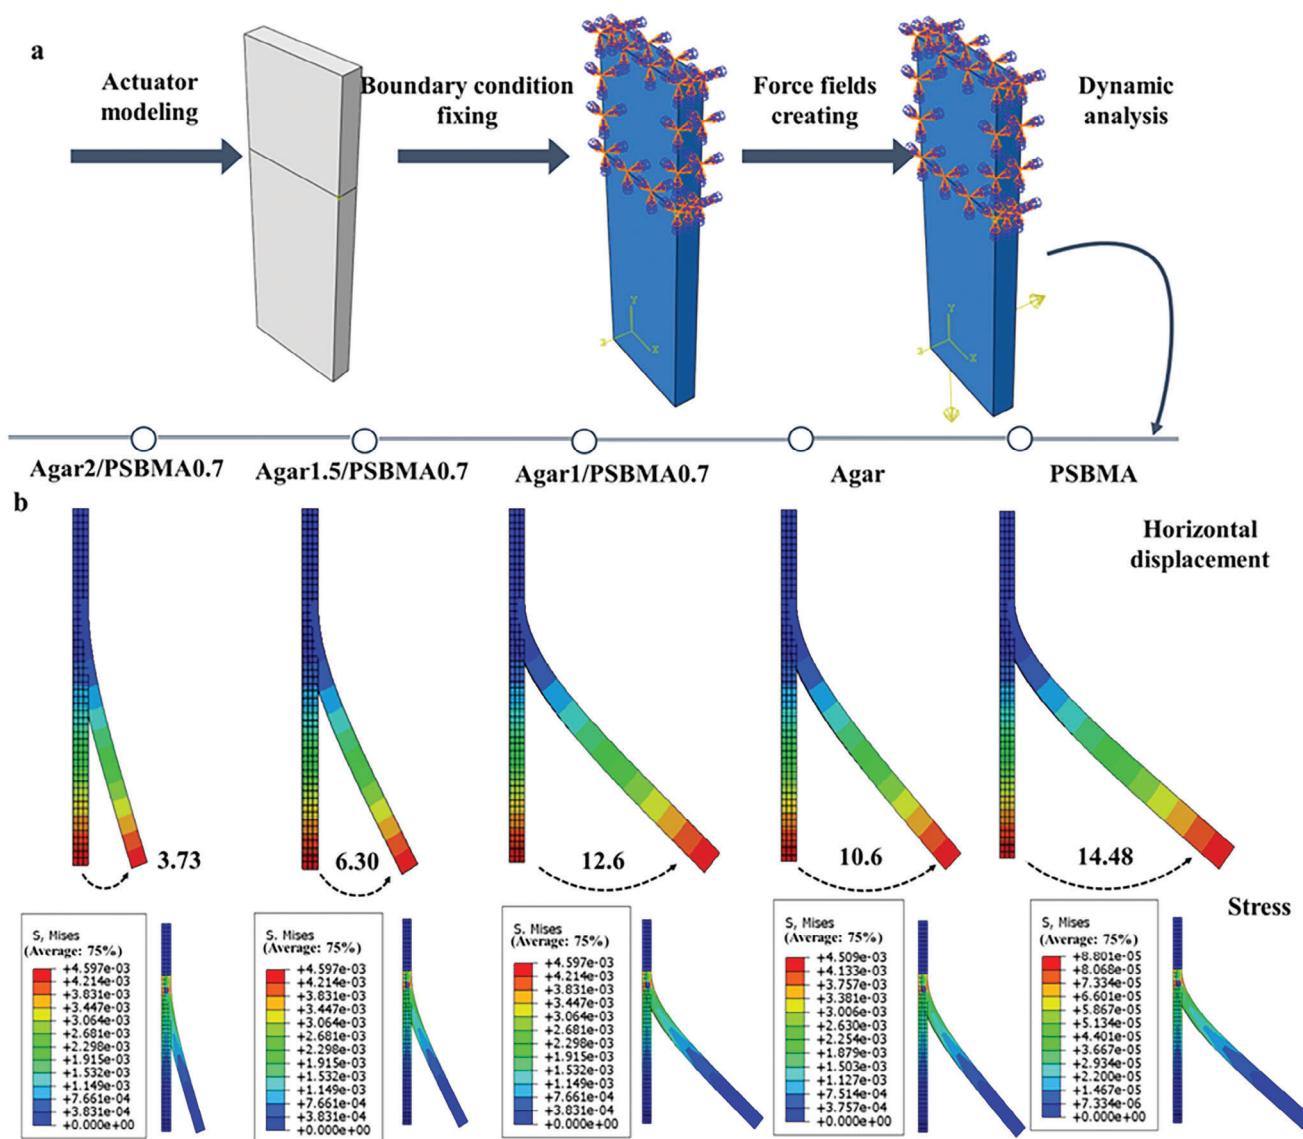 a
Actuator
modeling
Boundary condition
fixing
Force fields
creating
Dynamic
analysis
Y
X
Y
X
Agar2/PSBMA0.7
Agar1.5/PSBMA0.7
Agar1/PSBMA0.7
Agar
PSBMA
b
Horizontal
displacement
3.73
6.30
12.6
10.6
14.48
Stress
S, Mises
(Average: 75%)
+4.597e-03
+4.214e-03
+3.831e-03
+3.447e-03
+3.064e-03
+2.681e-03
+2.298e-03
+1.915e-03
+1.532e-03
+1.149e-03
+7.661e-04
+3.831e-04
+0.000e+00
S, Mises
(Average: 75%)
+4.597e-03
+4.214e-03
+3.831e-03
+3.447e-03
+3.064e-03
+2.681e-03
+2.298e-03
+1.915e-03
+1.532e-03
+1.149e-03
+7.661e-04
+3.831e-04
+0.000e+00
S, Mises
(Average: 75%)
+4.597e-03
+4.214e-03
+3.831e-03
+3.447e-03
+3.064e-03
+2.681e-03
+2.298e-03
+1.915e-03
+1.532e-03
+1.149e-03
+7.661e-04
+3.831e-04
+0.000e+00
S, Mises
(Average: 75%)
+4.509e-03
+4.133e-03
+3.757e-03
+3.381e-03
+3.006e-03
+2.630e-03
+2.254e-03
+1.879e-03
+1.503e-03
+1.127e-03
+7.514e-04
+3.757e-04
+0.000e+00
S, Mises
(Average: 75%)
+8.801e-05
+8.068e-05
+7.334e-05
+6.601e-05
+5.867e-05
+5.134e-05
+4.401e-05
+3.667e-05
+2.934e-05
+2.200e-05
+1.467e-05
+7.334e-06
+0.000e+00